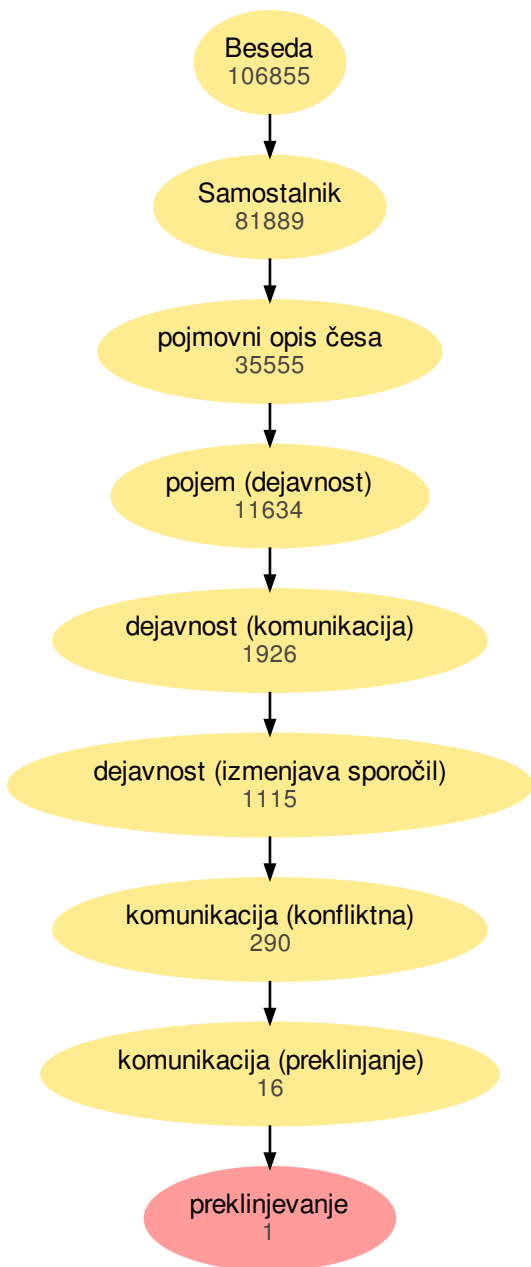 Beseda
106855
Samostalnik
81889
pojmovni opis česa
35555
pojem (dejavnost)
11634
dejavnost (komunikacija)
1926
dejavnost (izmenjava sporočil)
1115
komunikacija (konfliktna)
290
komunikacija (preklinjanje)
16
preklinjevanje
1